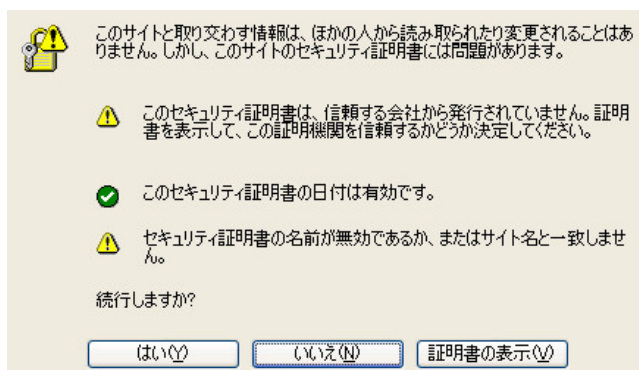 このサイトと取り交わす情報は、ほかの人から読み取られたり変更されることはあ
りません。しかし、このサイトのセキュリティ証明書には問題があります。
このセキュリティ証明書は、信頼する会社から発行されていません。証明
書を表示して、この証明機関を信頼するかどうか決定してください。
このセキュリティ証明書の日付は有効です。
セキュリティ証明書の名前が無効であるか、またはサイト名と一致しませ
ん。
続行しますか?
はい(Y) いいえ(N) 証明書の表示(V)